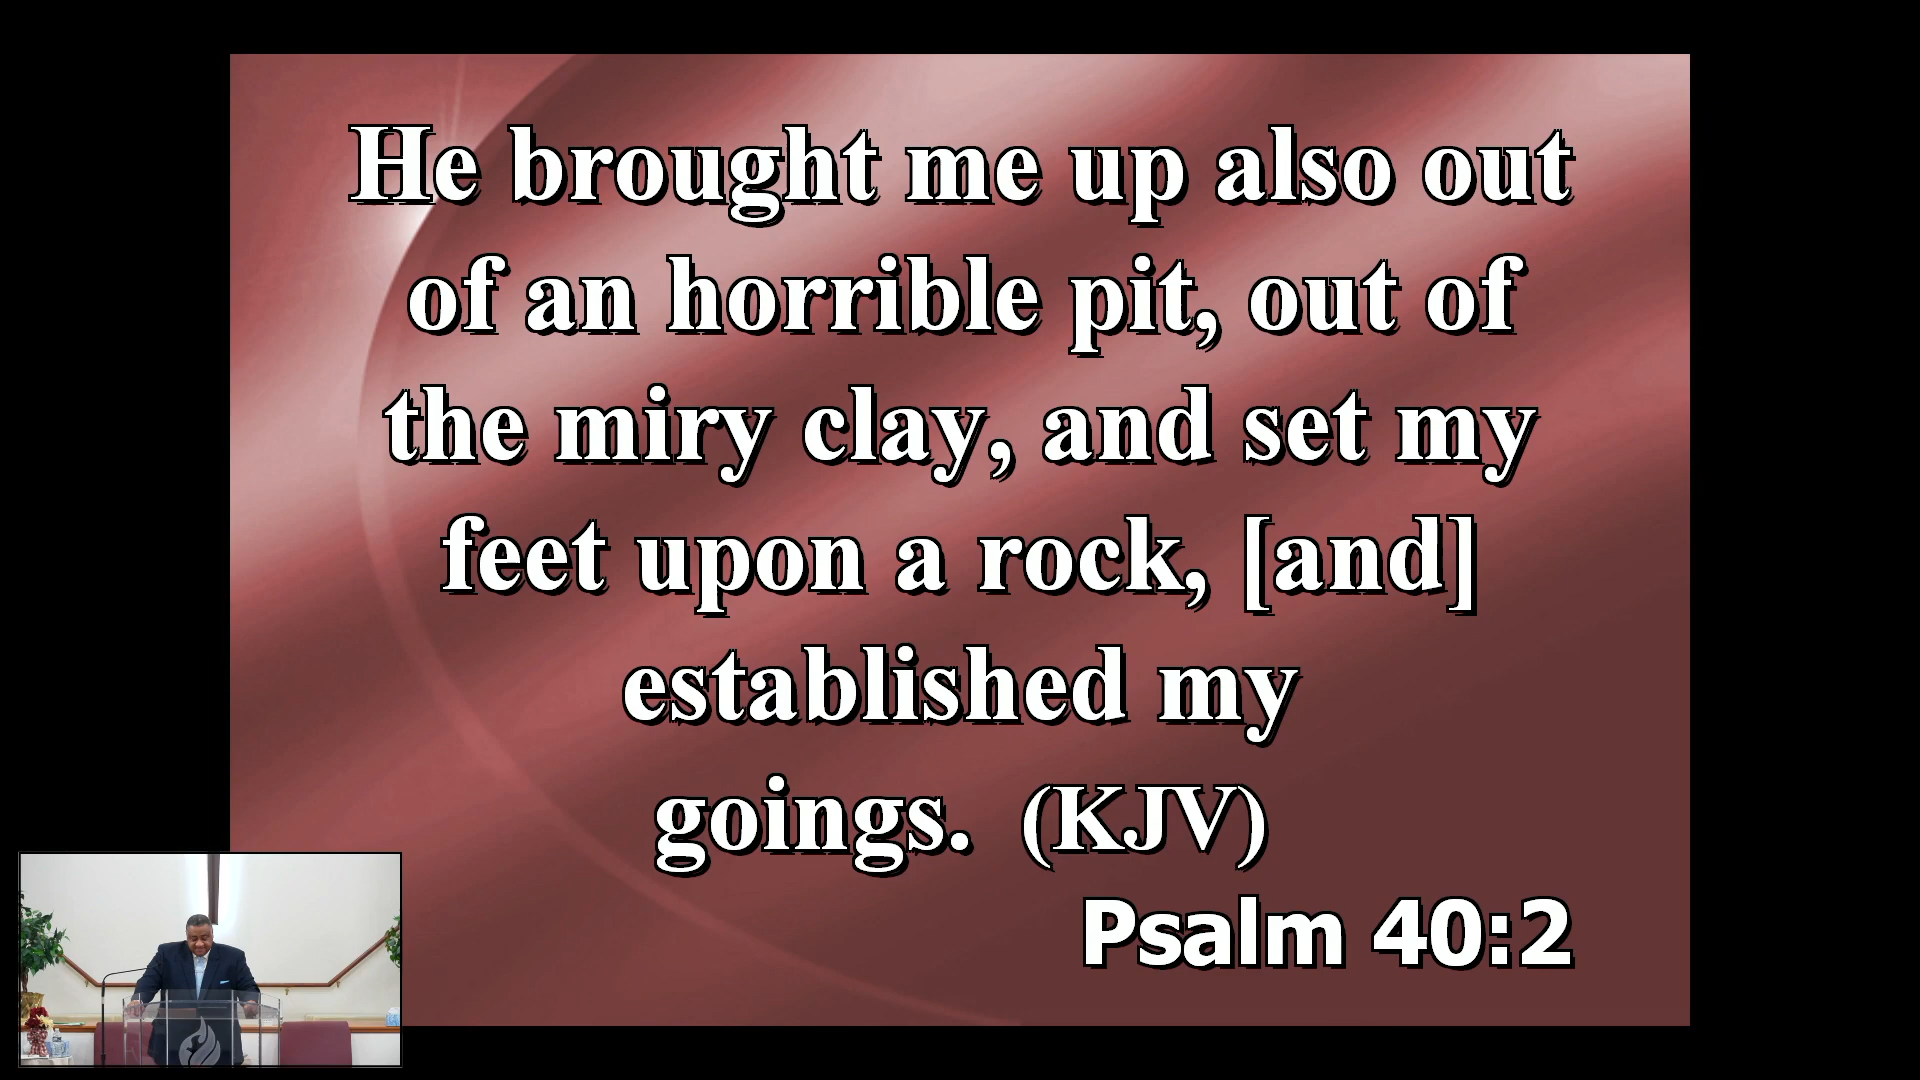 He brought me up also out
of an horrible pit, out of
the miry clay, and set my
feet upon a rock, [and]
established my
goings.  (KJV)
Psalm 40:2